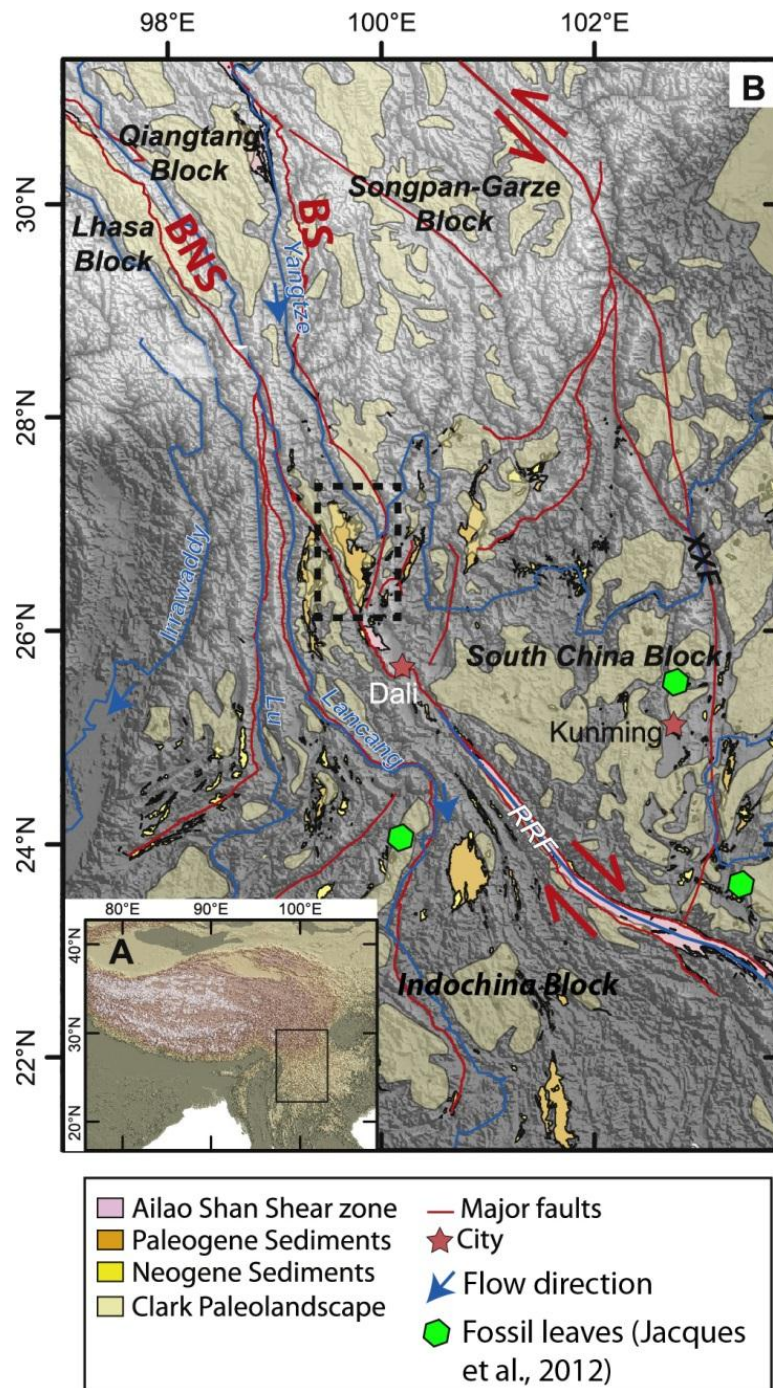 98°E
100°E
102°E
B
Qiangtang
Block
30°N
Songpan-Garze
Block
Lhasa
Block
BNS
BS
Yangtze
28°N
Irrawaddy
XXF
26°N
South China Block
Dali
Kunming
Lu
Lancang
RRF
24°N
80°E
90°E
100°E
A
40°N
30°N
20°N
Indochina Block
22°N
Ailao Shan Shear zone
Paleogene Sediments
Neogene Sediments
Clark Paleolandscape
Major faults
City
Flow direction
Fossil leaves (Jacques
et al., 2012)